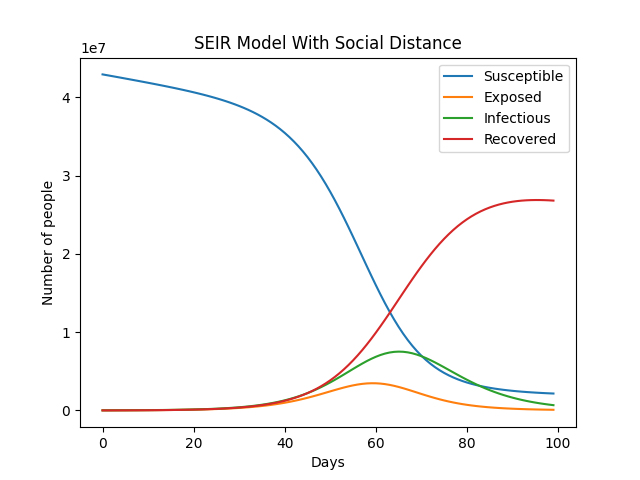 SEIR Model With Social Distance
1e7
Susceptible
Exposed
Infectious
Recovered
4
3
2
1
0
Number of people
0 20 40 60 80 100
Days